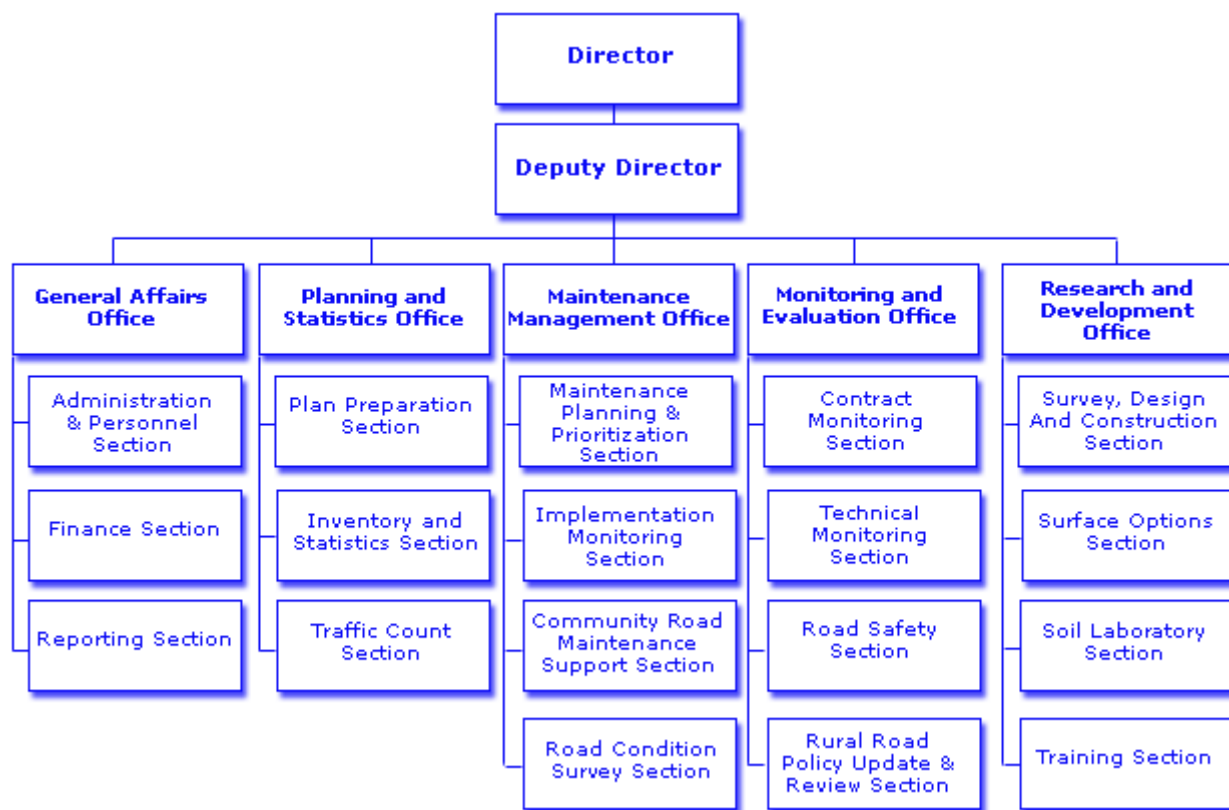 Director
Deputy Director
General Affairs
Office
Planning and
Statistics Office
Maintenance
Management Office
Monitoring and
Evaluation Office
Research and
Development
Office
Administration
& Personnel
Section
Plan Preparation
Section
Maintenance
Planning &
Prioritization
Section
Contract
Monitoring
Section
Survey, Design
And Construction
Section
Finance Section
Inventory and
Statistics Section
Implementation
Monitoring
Section
Technical
Monitoring
Section
Surface Options
Section
Reporting Section
Traffic Count
Section
Community Road
Maintenance
Support Section
Road Safety
Section
Soil Laboratory
Section
Road Condition
Survey Section
Rural Road
Policy Update &
Review Section
Training Section